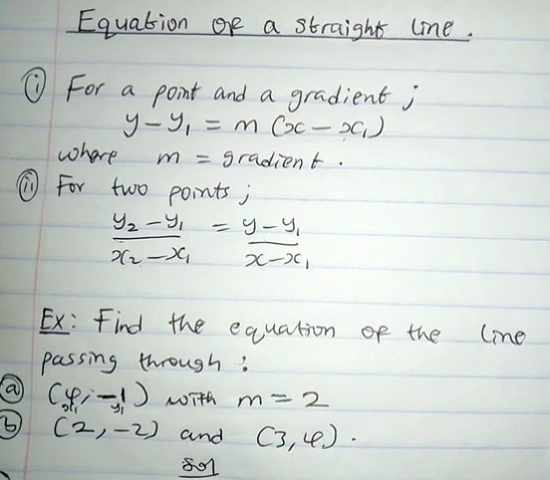 Equation of a straight line.
(i) For a point and a gradient;
y - y₁ = m (x - x₁)
where m = gradient.
(ii) For two points;
y₂ - y₁ = y - y₁
x₂ - x₁ x - x₁
Ex: Find the equation of the line
passing through:
(a) (4, -1) with m = 2
x₁ y₁
(b) (2, -2) and (3, 4).
Sol